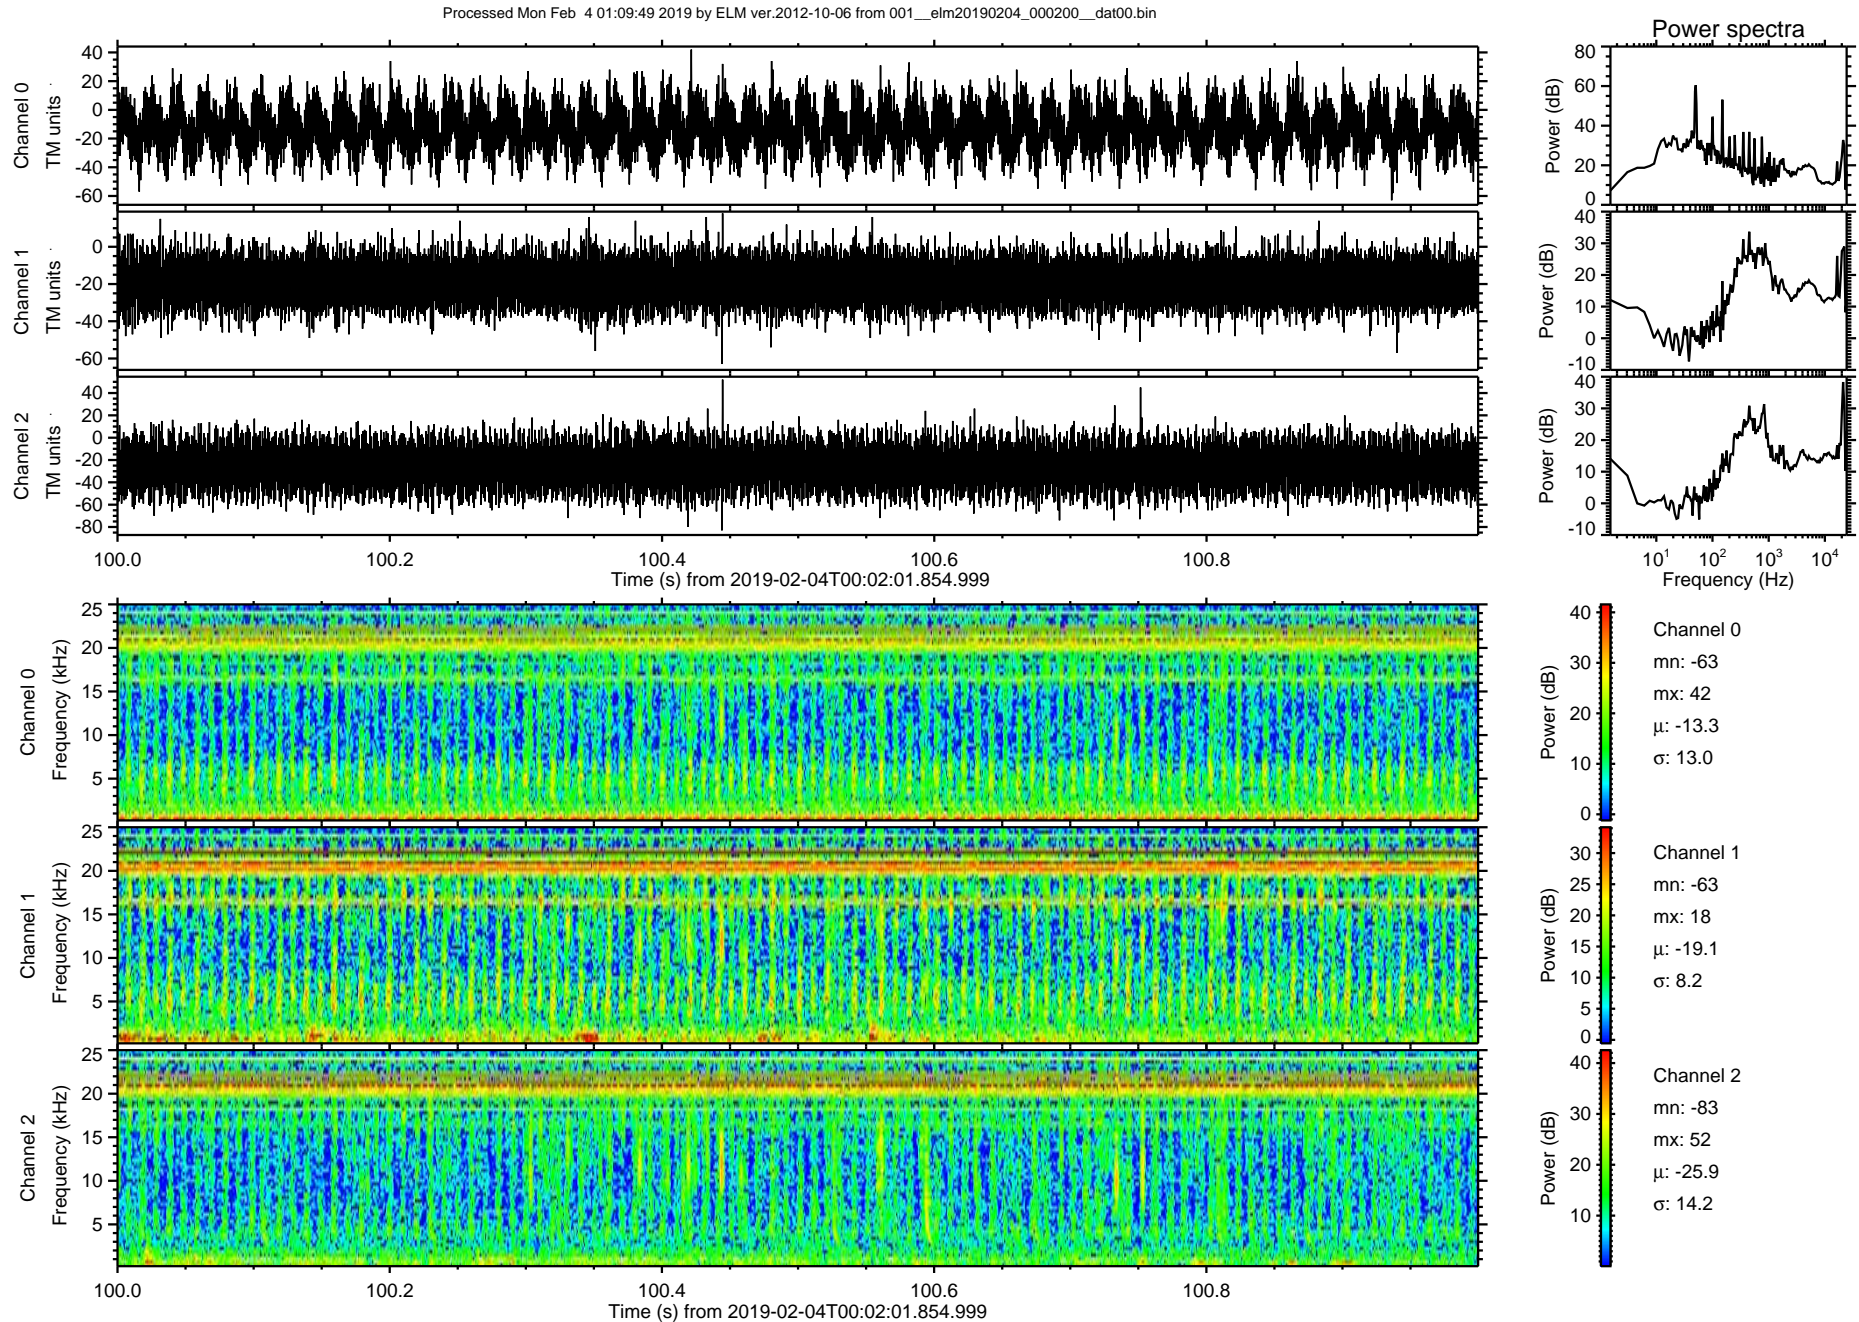 Processed Mon Feb  4 01:09:49 2019 by ELM ver.2012-10-06 from 001__elm20190204_000200__dat00.bin
Power spectra
Channel 0
TM units
40
20
0
-20
-40
-60
Power (dB)
80
60
40
20
0
Channel 1
TM units
0
-20
-40
-60
Power (dB)
40
30
20
10
0
-10
Channel 2
TM units
40
20
0
-20
-40
-60
-80
Power (dB)
40
30
20
10
0
-10
100.0 100.2 100.4 100.6 100.8
Time (s) from 2019-02-04T00:02:01.854.999
10^1 10^2 10^3 10^4
Frequency (Hz)
Channel 0
Frequency (kHz)
25
20
15
10
5
Power (dB)
40
30
20
10
0
Channel 0
mn: -63
mx: 42
μ: -13.3
σ: 13.0
Channel 1
Frequency (kHz)
25
20
15
10
5
Power (dB)
30
25
20
15
10
5
0
Channel 1
mn: -63
mx: 18
μ: -19.1
σ: 8.2
Channel 2
Frequency (kHz)
25
20
15
10
5
Power (dB)
40
30
20
10
Channel 2
mn: -83
mx: 52
μ: -25.9
σ: 14.2
100.0 100.2 100.4 100.6 100.8
Time (s) from 2019-02-04T00:02:01.854.999